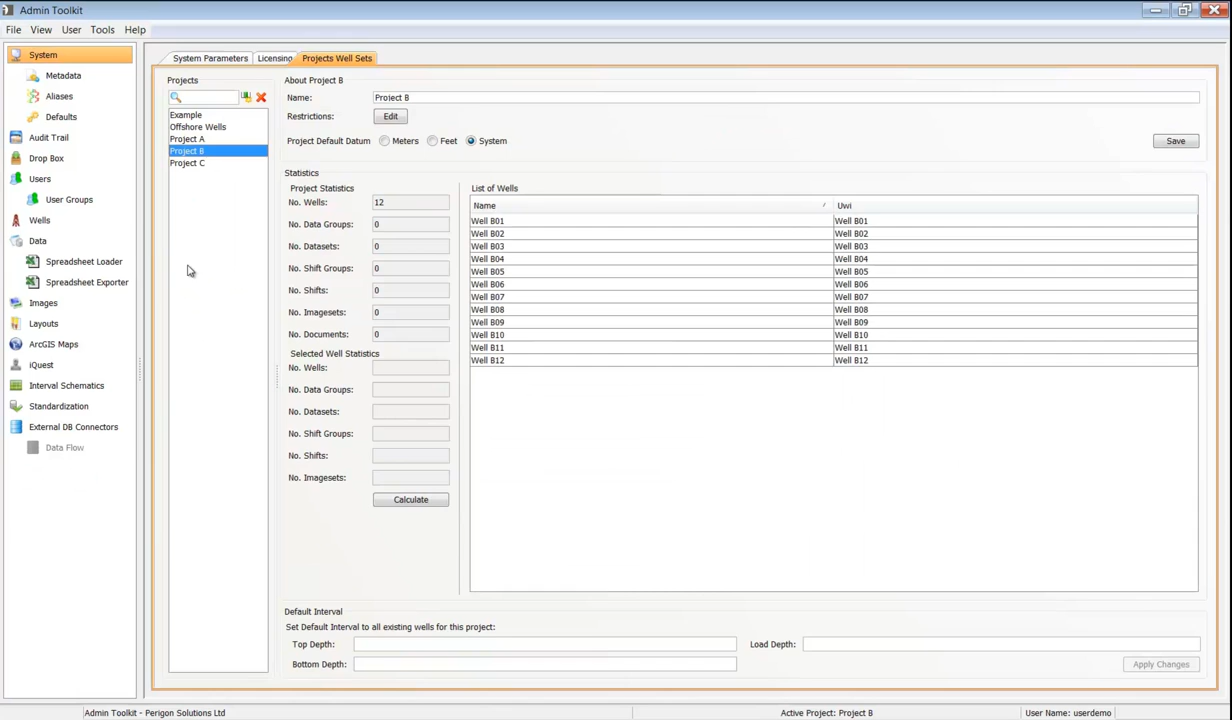 Admin Toolkit
File View User Tools Help
System
Metadata
Aliases
Defaults
Audit Trail
Drop Box
Users
User Groups
Wells
Data
Spreadsheet Loader
Spreadsheet Exporter
Images
Layouts
ArcGIS Maps
iQuest
Interval Schematics
Standardization
External DB Connectors
Data Flow
System Parameters Licensing Projects Well Sets
Projects
Example
Offshore Wells
Project A
Project B
Project C
About Project B
Name: Project B
Restrictions: Edit
Project Default Datum Meters Feet System Save
Statistics
Project Statistics
No. Wells: 12
No. Data Groups: 0
No. Datasets: 0
No. Shift Groups: 0
No. Shifts: 0
No. Imagesets: 0
No. Documents: 0
Selected Well Statistics
No. Wells:
No. Data Groups:
No. Datasets:
No. Shift Groups:
No. Shifts:
No. Imagesets:
Calculate
List of Wells
Name Uwi
Well B01 Well B01
Well B02 Well B02
Well B03 Well B03
Well B04 Well B04
Well B05 Well B05
Well B06 Well B06
Well B07 Well B07
Well B08 Well B08
Well B09 Well B09
Well B10 Well B10
Well B11 Well B11
Well B12 Well B12
Default Interval
Set Default Interval to all existing wells for this project:
Top Depth: Load Depth:
Bottom Depth: Apply Changes
Admin Toolkit - Perigon Solutions Ltd Active Project: Project B User Name: userdemo